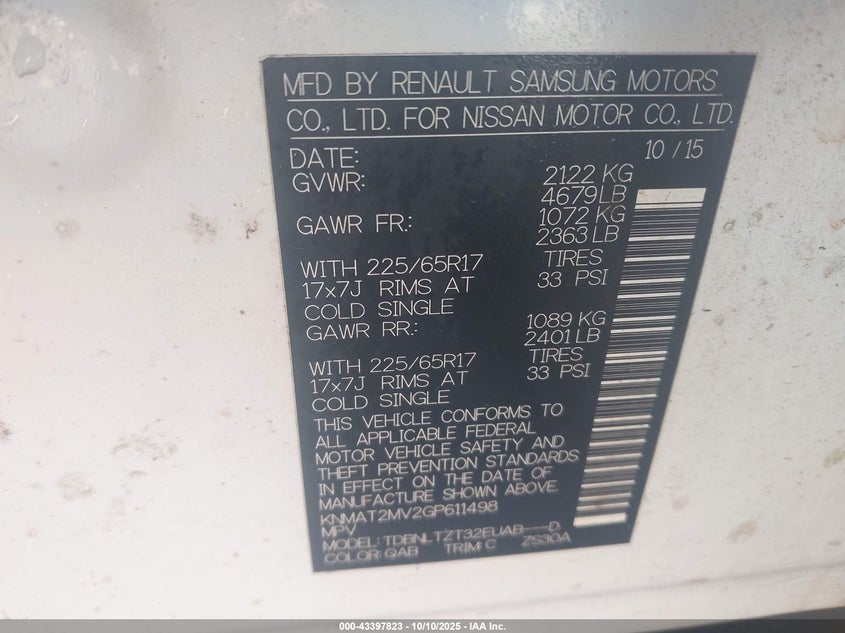 MFD BY RENAULT SAMSUNG MOTORS
CO., LTD. FOR NISSAN MOTOR CO., LTD.
DATE: 10 / 15
GVWR: 2122 KG
4679 LB
GAWR FR.: 1072 KG
2363 LB
WITH 225/65R17 TIRES
17x7J RIMS AT 33 PSI
COLD SINGLE
GAWR RR.: 1089 KG
2401 LB
WITH 225/65R17 TIRES
17x7J RIMS AT 33 PSI
COLD SINGLE
THIS VEHICLE CONFORMS TO
ALL APPLICABLE FEDERAL
MOTOR VEHICLE SAFETY AND
THEFT PREVENTION STANDARDS
IN EFFECT ON THE DATE OF
MANUFACTURE SHOWN ABOVE.
KNMAT2MV2GP611498
MPV
MODEL: TDBNLTZT32EUAB---D
COLOR: QAB TRIM: C ZS30A
000-43397823 - 10/10/2025 - IAA Inc.